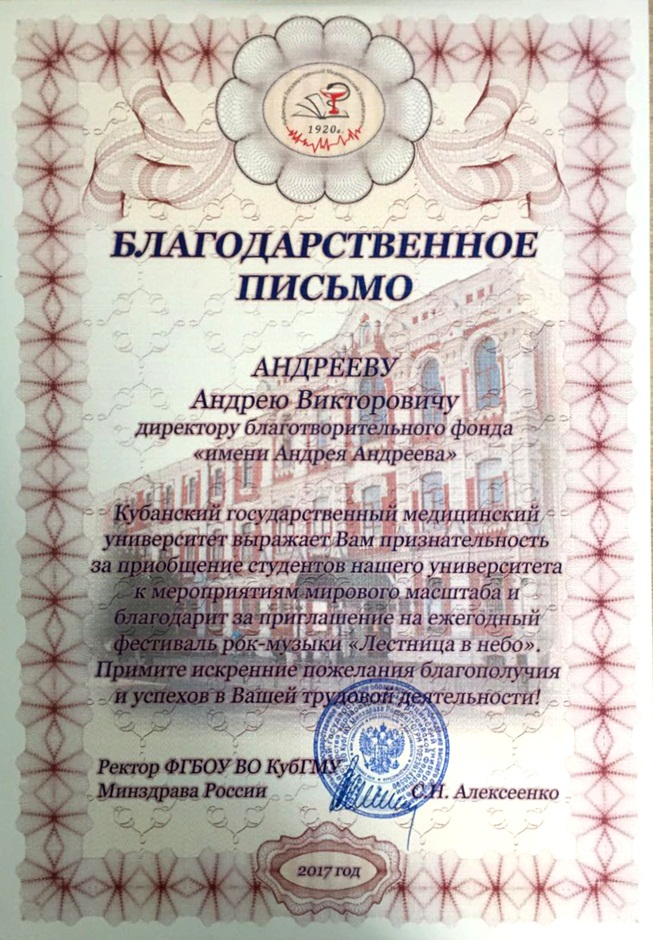 1920г.
БЛАГОДАРСТВЕННОЕ
ПИСЬМО
АНДРЕЕВУ
Андрею Викторовичу
директору благотворительного фонда
«имени Андрея Андреева»
Кубанский государственный медицинский
университет выражает Вам признательность
за приобщение студентов нашего университета
к мероприятиям мирового масштаба и
благодарит за приглашение на ежегодный
фестиваль рок-музыки «Лестница в небо».
Примите искренние пожелания благополучия
и успехов в Вашей трудовой деятельности!
Ректор ФГБОУ ВО КубГМУ
Минздрава России
С.Н. Алексеенко
2017 год